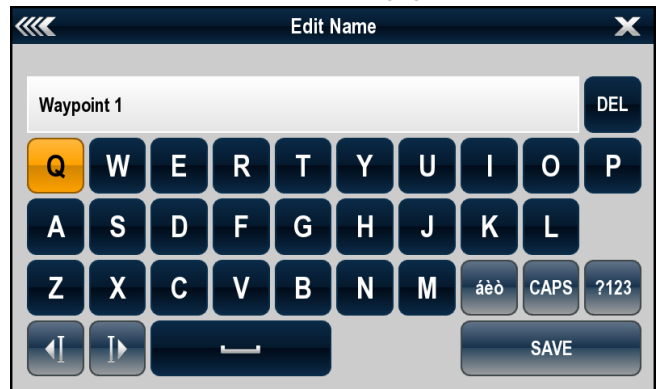 Edit Name
Waypoint 1 DEL
Q W E R T Y U I O P
A S D F G H J K L
Z X C V B N M áèò CAPS ?123
SAVE